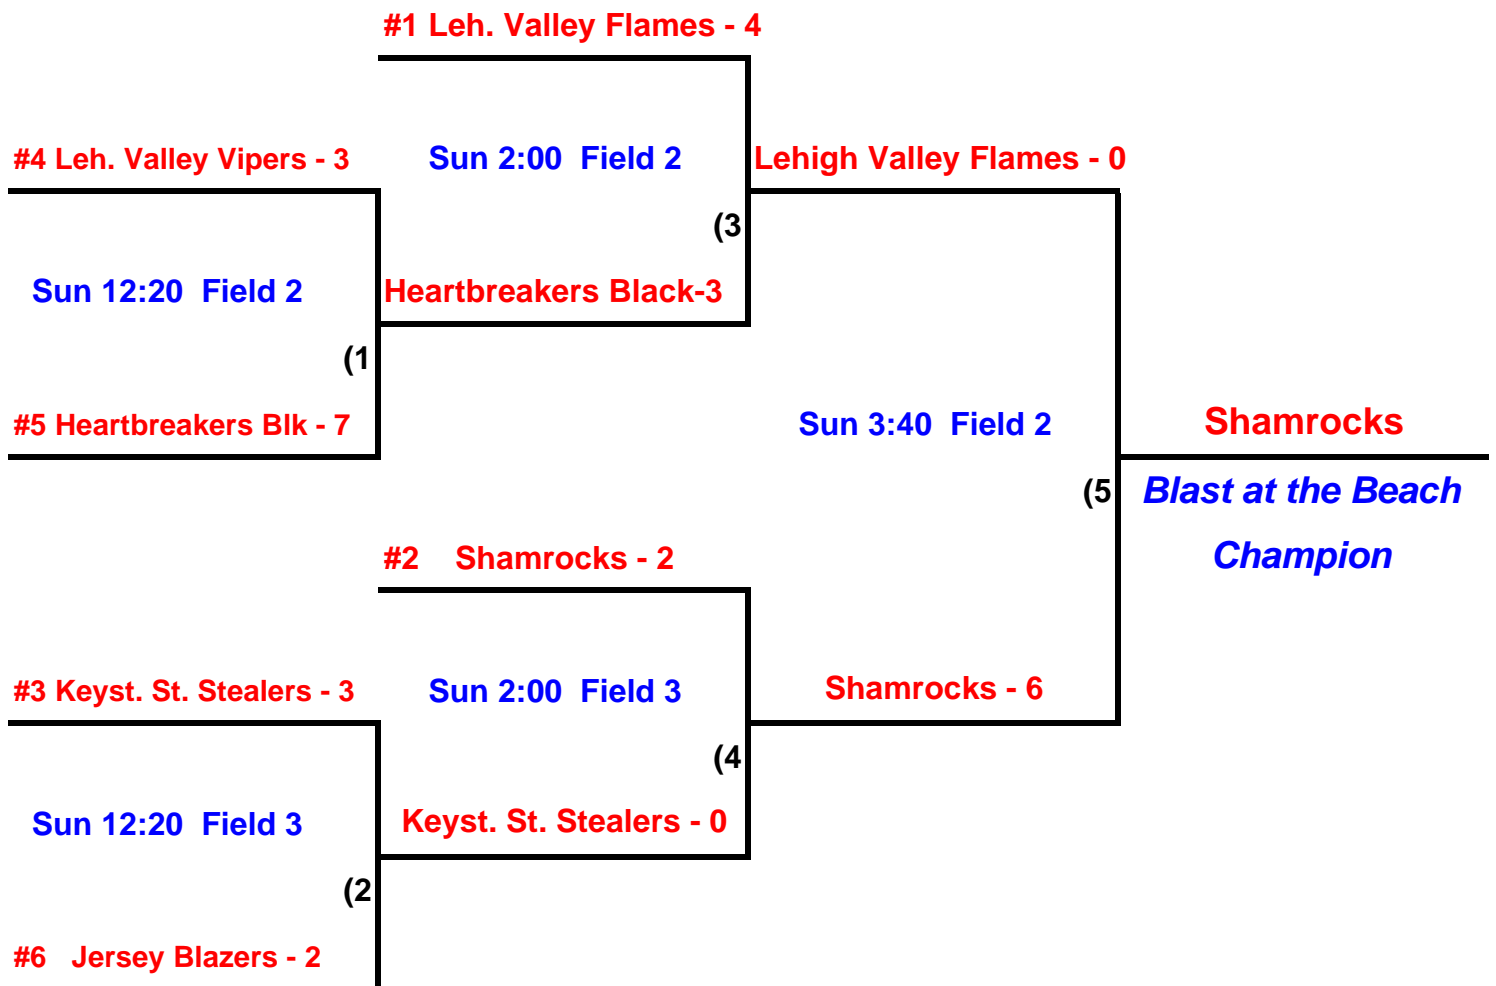 #1 Leh. Valley Flames - 4
#4 Leh. Valley Vipers - 3
Sun 2:00 Field 2
Lehigh Valley Flames - 0
(3
Sun 12:20 Field 2
Heartbreakers Black-3
(1
#5 Heartbreakers Blk - 7
Sun 3:40 Field 2
Shamrocks
(5
Blast at the Beach
Champion
#2 Shamrocks - 2
#3 Keyst. St. Stealers - 3
Sun 2:00 Field 3
Shamrocks - 6
(4
Sun 12:20 Field 3
Keyst. St. Stealers - 0
(2
#6 Jersey Blazers - 2